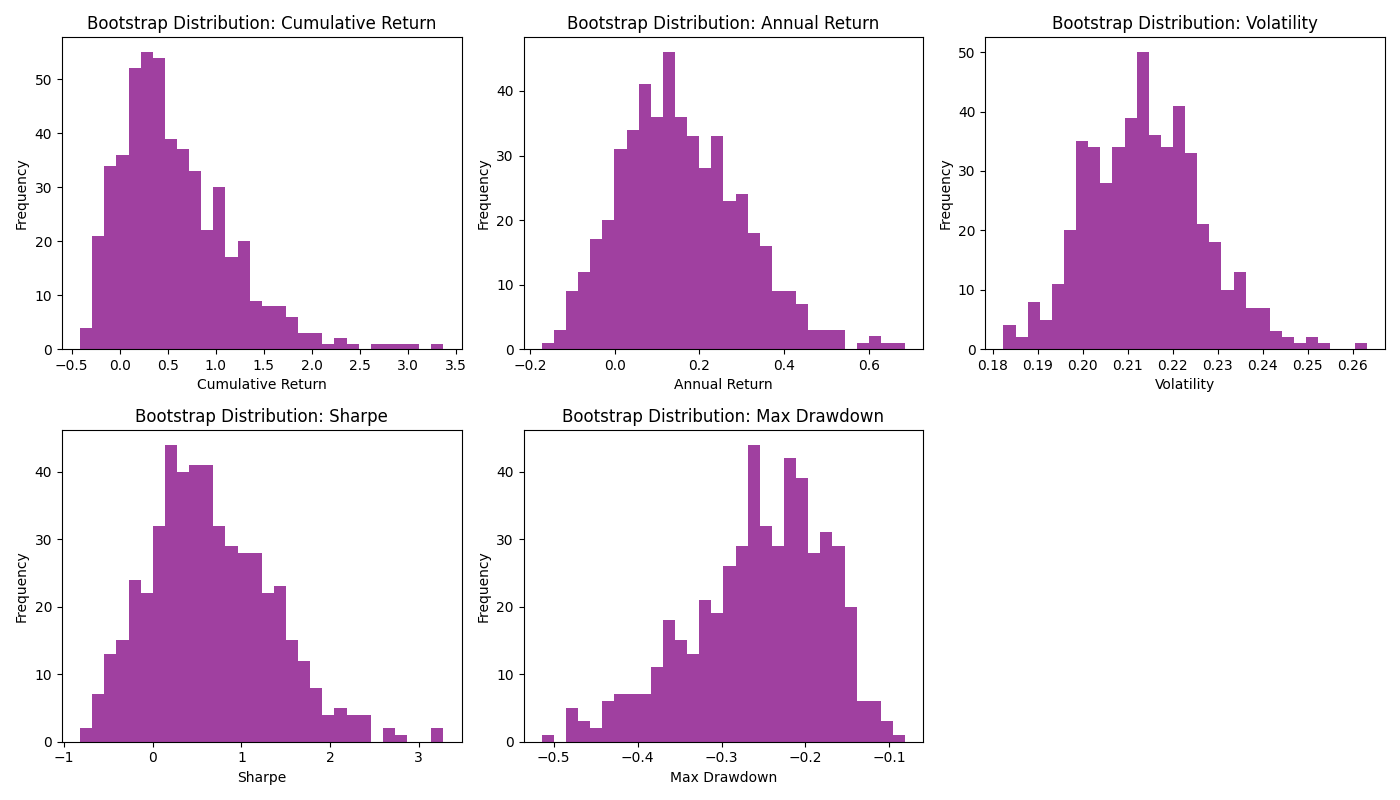 Bootstrap Distribution: Cumulative Return
Frequency
50
40
30
20
10
0
−0.5 0.0 0.5 1.0 1.5 2.0 2.5 3.0 3.5
Cumulative Return
Bootstrap Distribution: Annual Return
Frequency
40
30
20
10
0
−0.2 0.0 0.2 0.4 0.6
Annual Return
Bootstrap Distribution: Volatility
Frequency
50
40
30
20
10
0
0.18 0.19 0.20 0.21 0.22 0.23 0.24 0.25 0.26
Volatility
Bootstrap Distribution: Sharpe
Frequency
40
30
20
10
0
−1 0 1 2 3
Sharpe
Bootstrap Distribution: Max Drawdown
Frequency
40
30
20
10
0
−0.5 −0.4 −0.3 −0.2 −0.1
Max Drawdown